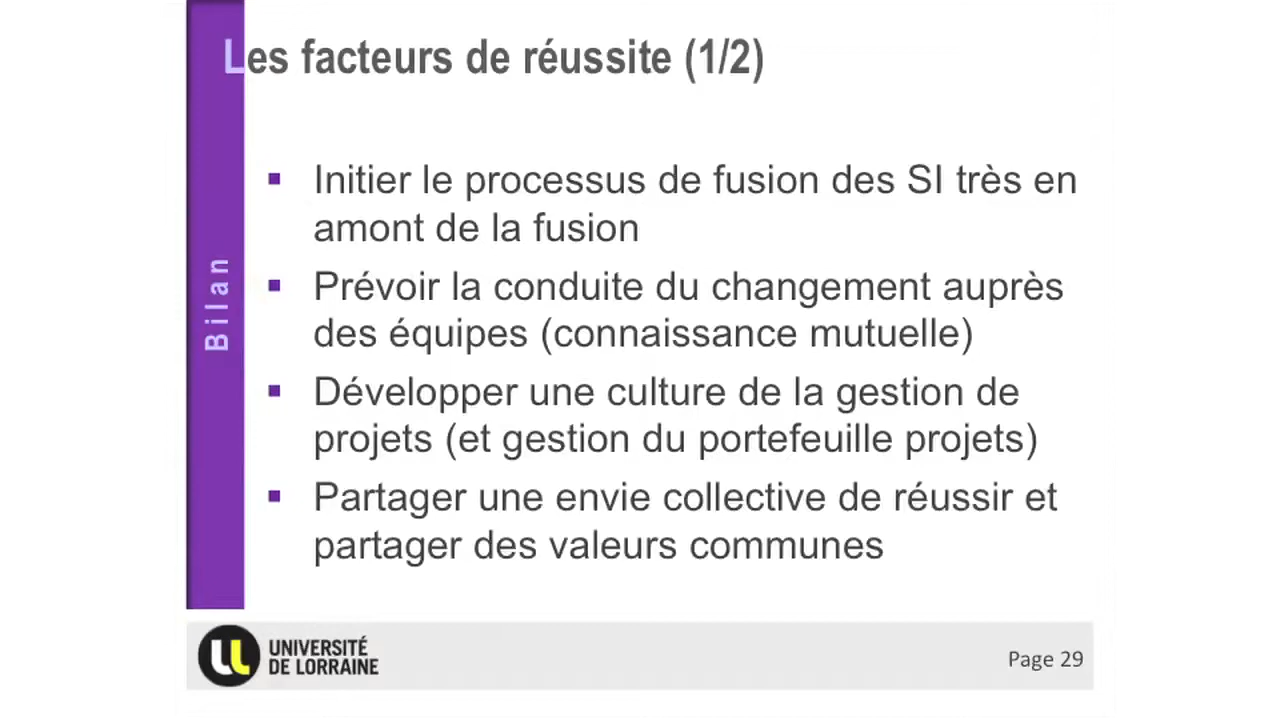 Les facteurs de réussite (1/2)
Bilan
▪ Initier le processus de fusion des SI très en
amont de la fusion
▪ Prévoir la conduite du changement auprès
des équipes (connaissance mutuelle)
▪ Développer une culture de la gestion de
projets (et gestion du portefeuille projets)
▪ Partager une envie collective de réussir et
partager des valeurs communes
UNIVERSITÉ
DE LORRAINE
Page 29